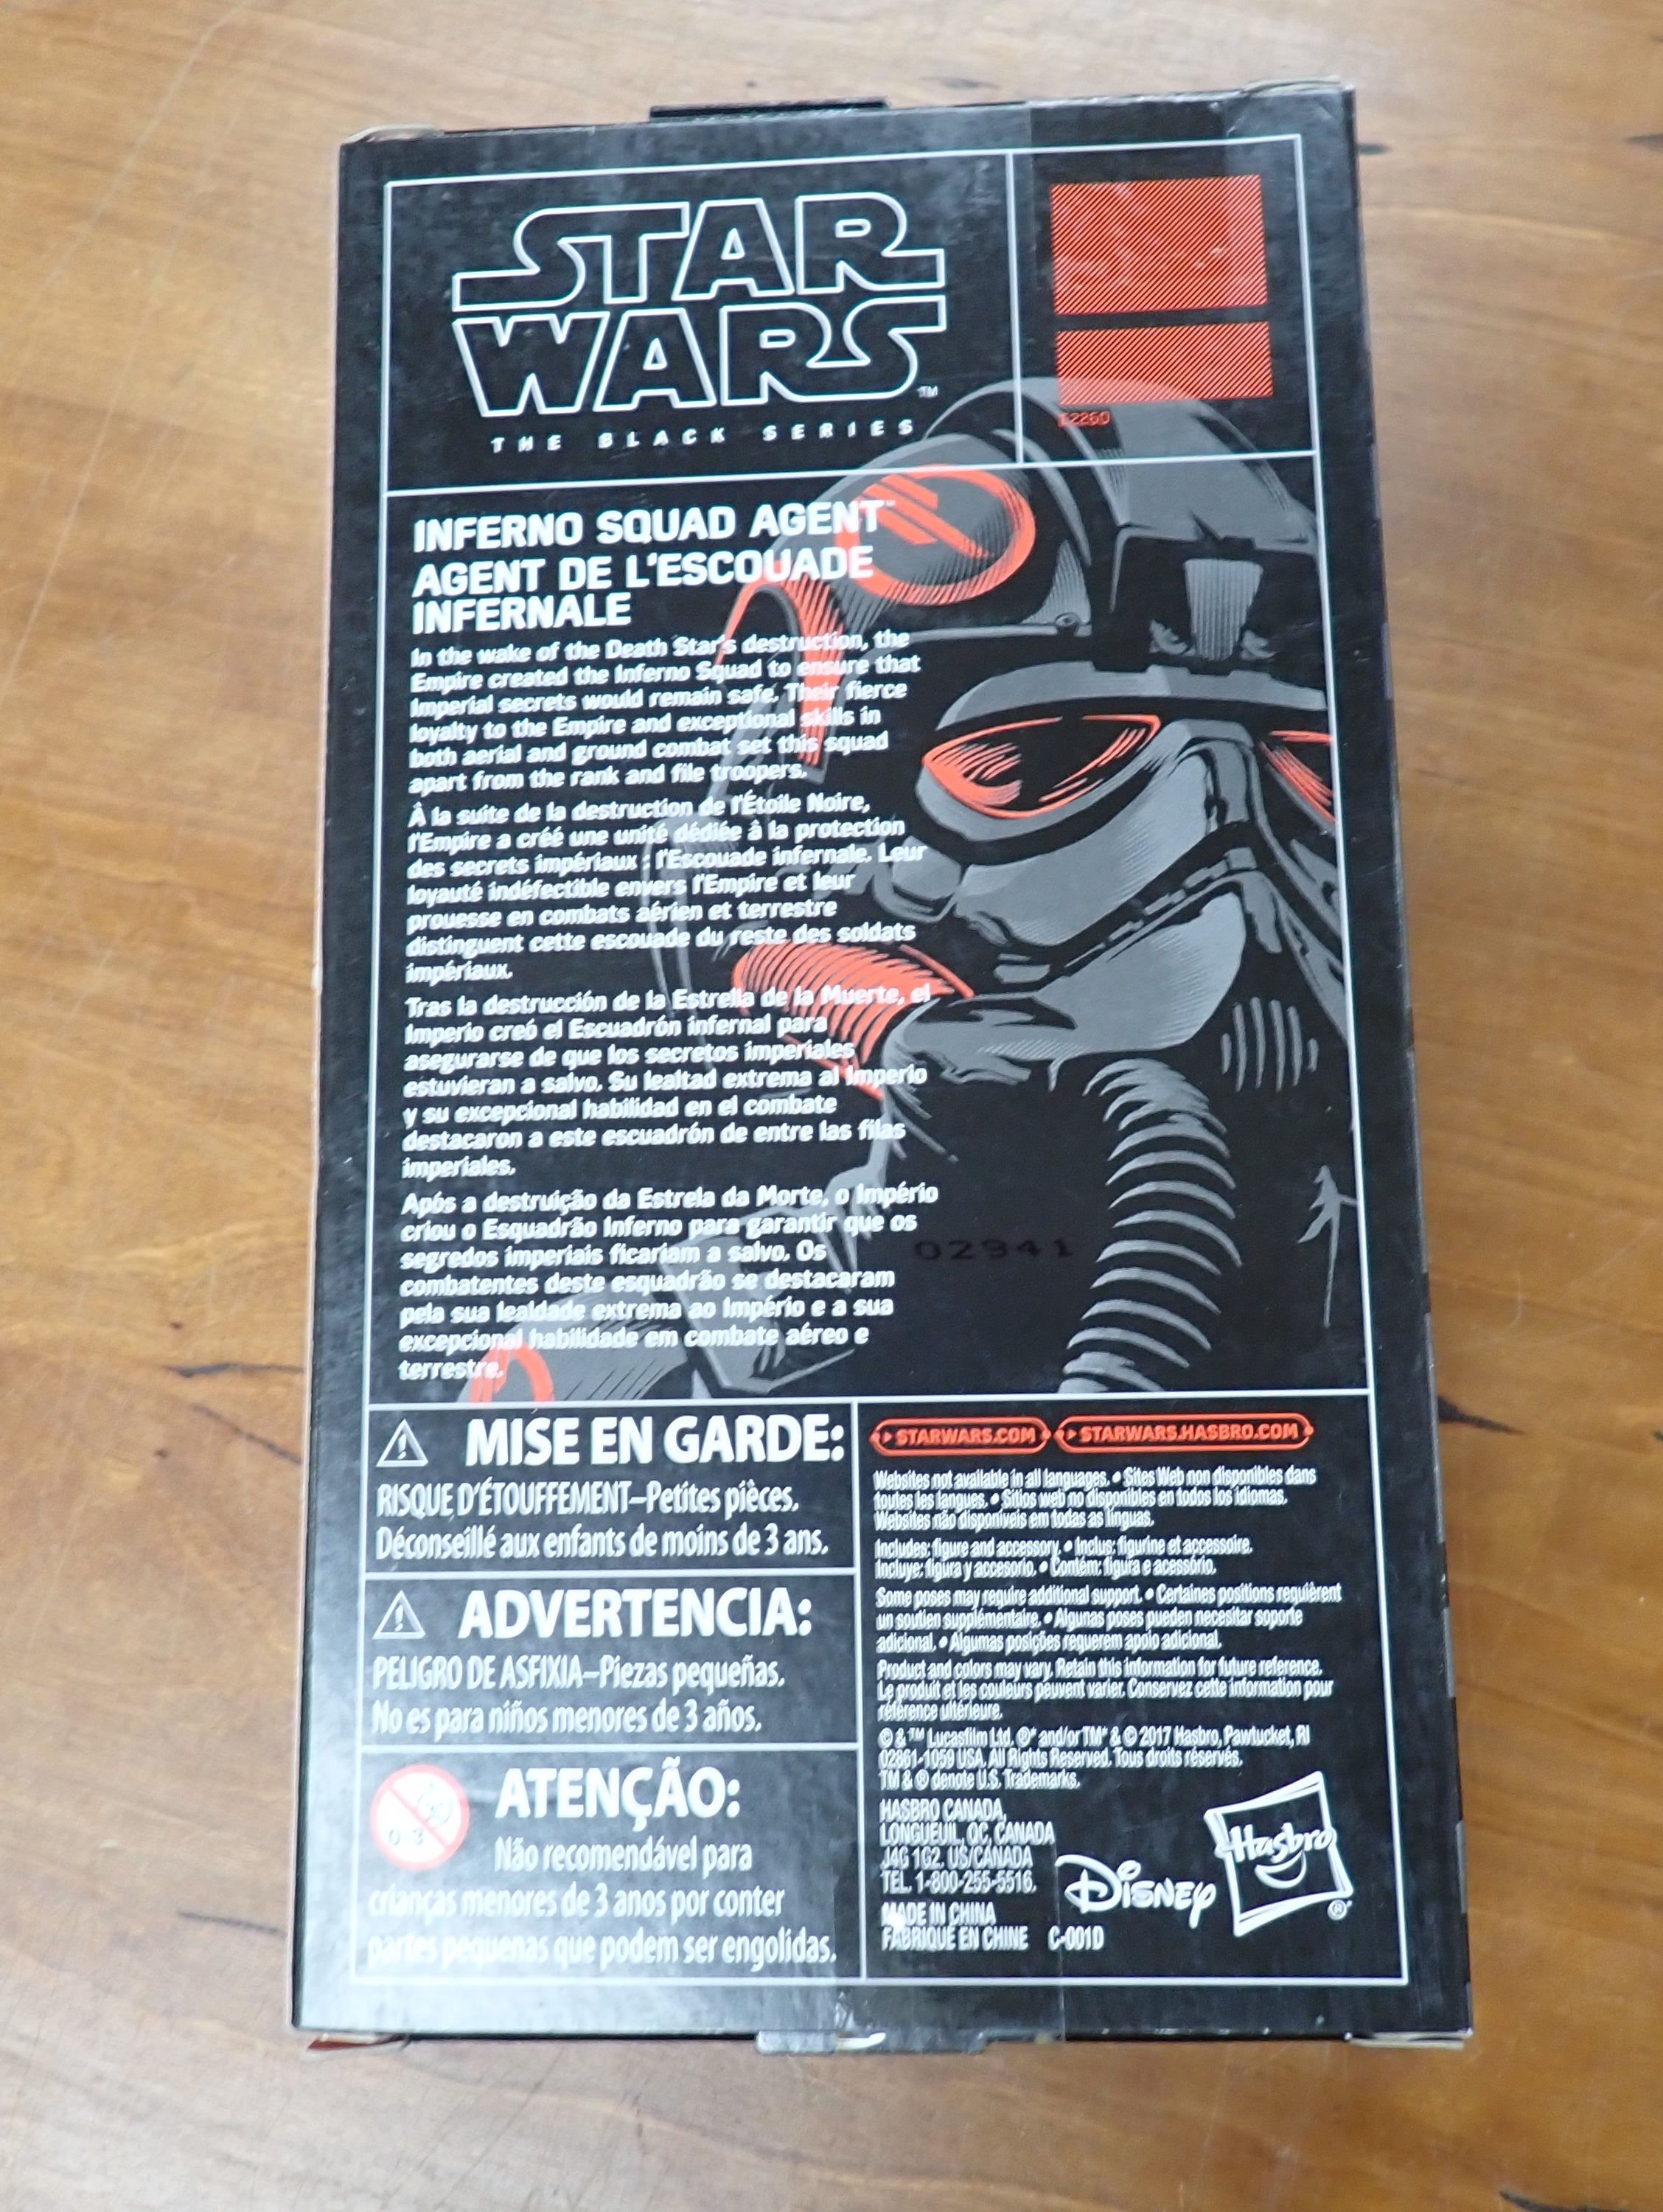 STAR
WARS™
THE BLACK SERIES
E2260
INFERNO SQUAD AGENT™
AGENT DE L'ESCOUADE
INFERNALE
In the wake of the Death Star's destruction, the
Empire created the Inferno Squad to ensure that
Imperial secrets would remain safe. Their fierce
loyalty to the Empire and exceptional skills in
both aerial and ground combat set this squad
apart from the rank and file troopers.
À la suite de la destruction de l'Étoile Noire,
l'Empire a créé une unité dédiée à la protection
des secrets impériaux : l'Escouade infernale. Leur
loyauté indéfectible envers l'Empire et leur
prouesse en combats aérien et terrestre
distinguent cette escouade du reste des soldats
impériaux.
Tras la destrucción de la Estrella de la Muerte, el
Imperio creó el Escuadrón infernal para
asegurarse de que los secretos imperiales
estuvieran a salvo. Su lealtad extrema al Imperio
y su excepcional habilidad en el combate
destacaron a este escuadrón de entre las filas
imperiales.
Após a destruição da Estrela da Morte, o Império
criou o Esquadrão Inferno para garantir que os
segredos imperiais ficariam a salvo. Os
combatentes deste esquadrão se destacaram
pela sua lealdade extrema ao Império e a sua
excepcional habilidade em combate aéreo e
terrestre.
02941
MISE EN GARDE:
RISQUE D'ÉTOUFFEMENT–Petites pièces.
Déconseillé aux enfants de moins de 3 ans.
ADVERTENCIA:
PELIGRO DE ASFIXIA–Piezas pequeñas.
No es para niños menores de 3 años.
0-3
ATENÇÃO:
Não recomendável para
crianças menores de 3 anos por conter
partes pequenas que podem ser engolidas.
STARWARS.COM STARWARS.HASBRO.COM
Websites not available in all languages. • Sites Web non disponibles dans
toutes les langues. • Sitios web no disponibles en todos los idiomas.
Websites não disponíveis em todas as línguas.
Includes: figure and accessory. • Inclus: figurine et accessoire.
Incluye: figura y accesorio. • Contém: figura e acessório.
Some poses may require additional support. • Certaines positions requièrent
un soutien supplémentaire. • Algunas poses pueden necesitar soporte
adicional. • Algumas posições requerem apoio adicional.
Product and colors may vary. Retain this information for future reference.
Le produit et les couleurs peuvent varier. Conservez cette information pour
référence ultérieure.
© & ™ Lucasfilm Ltd. ®* and/or TM* & © 2017 Hasbro, Pawtucket, RI
02861-1059 USA. All Rights Reserved. Tous droits réservés.
TM & ® denote U.S. Trademarks.
HASBRO CANADA,
LONGUEUIL, QC, CANADA
J4G 1G2. US/CANADA
TEL. 1-800-255-5516.
MADE IN CHINA
FABRIQUÉ EN CHINE C-001D
Disney
Hasbro®*